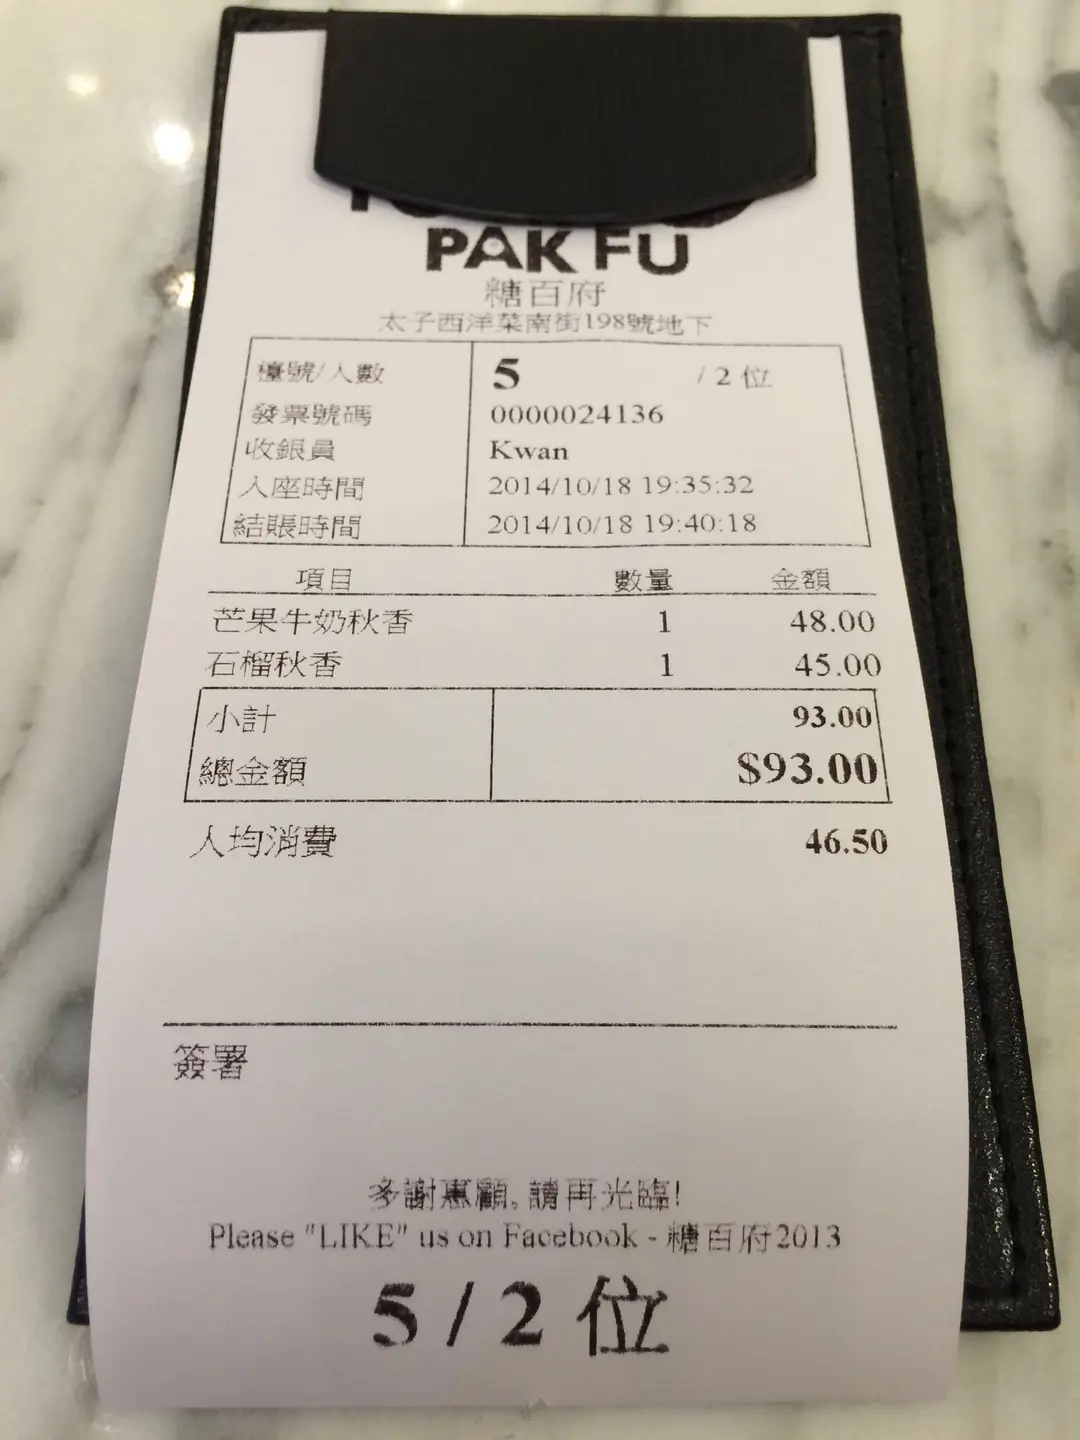 PAK FU
糖百府
太子西洋菜南街198號地下
檯號/人數 5 / 2 位
發票號碼 0000024136
收銀員 Kwan
入座時間 2014/10/18 19:35:32
結賬時間 2014/10/18 19:40:18
項目 數量 金額
芒果牛奶秋香 1 48.00
石榴秋香 1 45.00
小計 93.00
總金額 $93.00
人均消費 46.50
簽署
多謝惠顧, 請再光臨!
Please "LIKE" us on Facebook - 糖百府2013
5 / 2 位